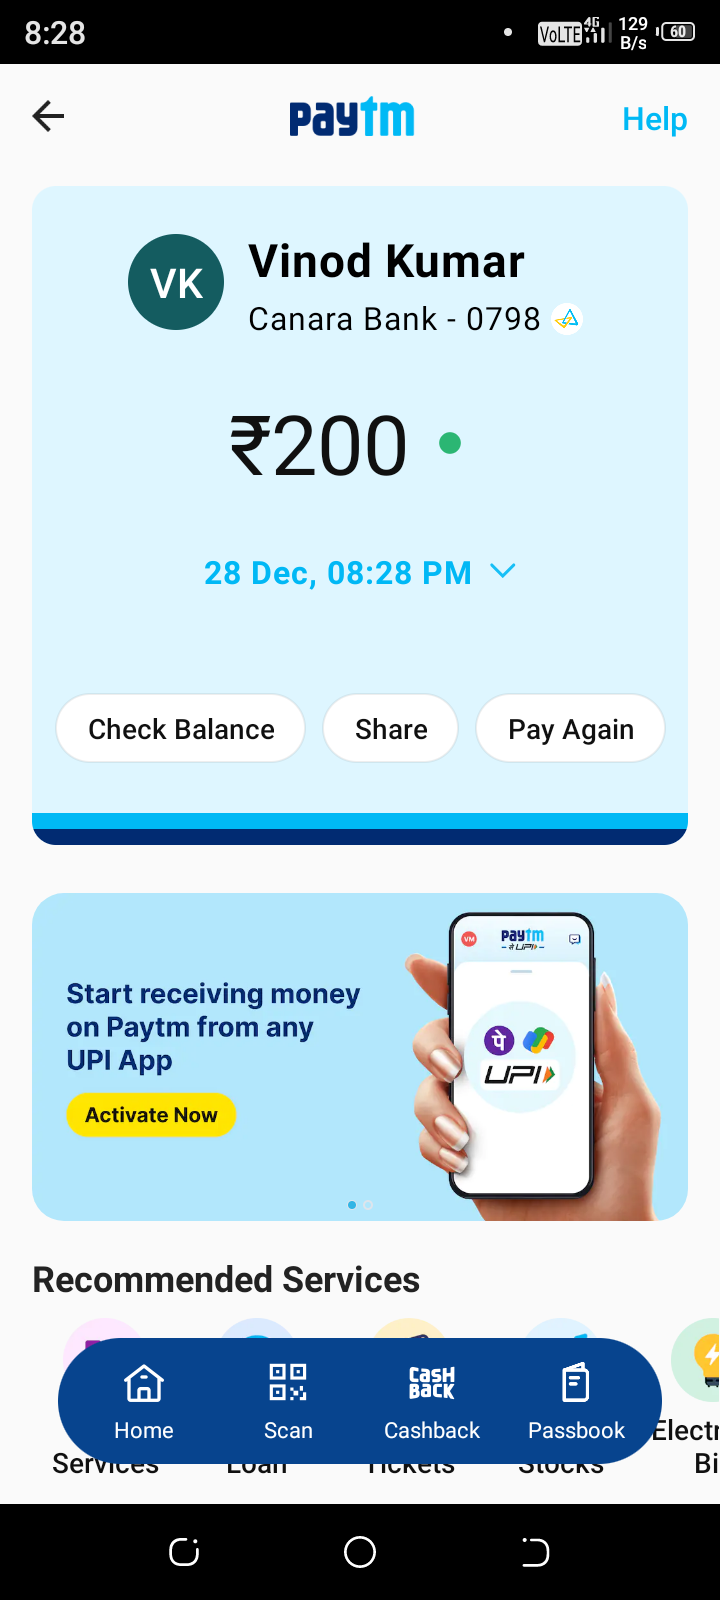 8:28
VoLTE 4G 129 B/s 60
paytm
Help
VK
Vinod Kumar
Canara Bank - 0798
₹200
28 Dec, 08:28 PM
Check Balance
Share
Pay Again
Start receiving money
on Paytm from any
UPI App
Activate Now
VM
paytm
से UPI
पे
UPI
Recommended Services
CASH
BACK
Home
Scan
Cashback
Passbook
Services
Loan
Tickets
Stocks
Electr
Bi